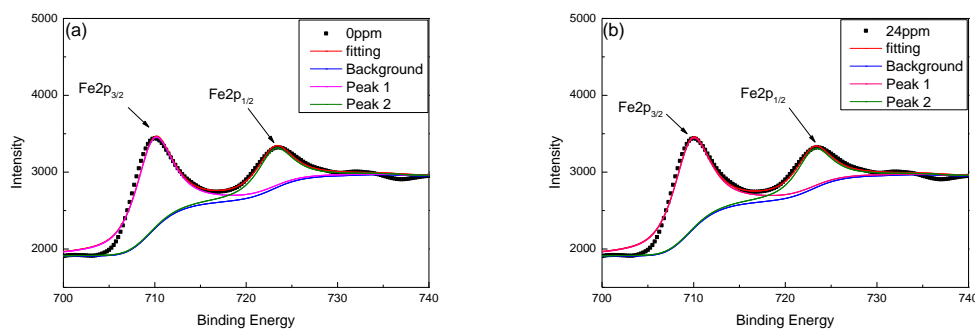 (a)
0ppm
fitting
Background
Peak 1
Peak 2
Fe2p3/2
Fe2p1/2
5000
4000
3000
2000
Intensity
700
710
720
730
740
Binding Energy
(b)
24ppm
fitting
Background
Peak 1
Peak 2
Fe2p3/2
Fe2p1/2
5000
4000
3000
2000
Intensity
700
710
720
730
740
Binding Energy